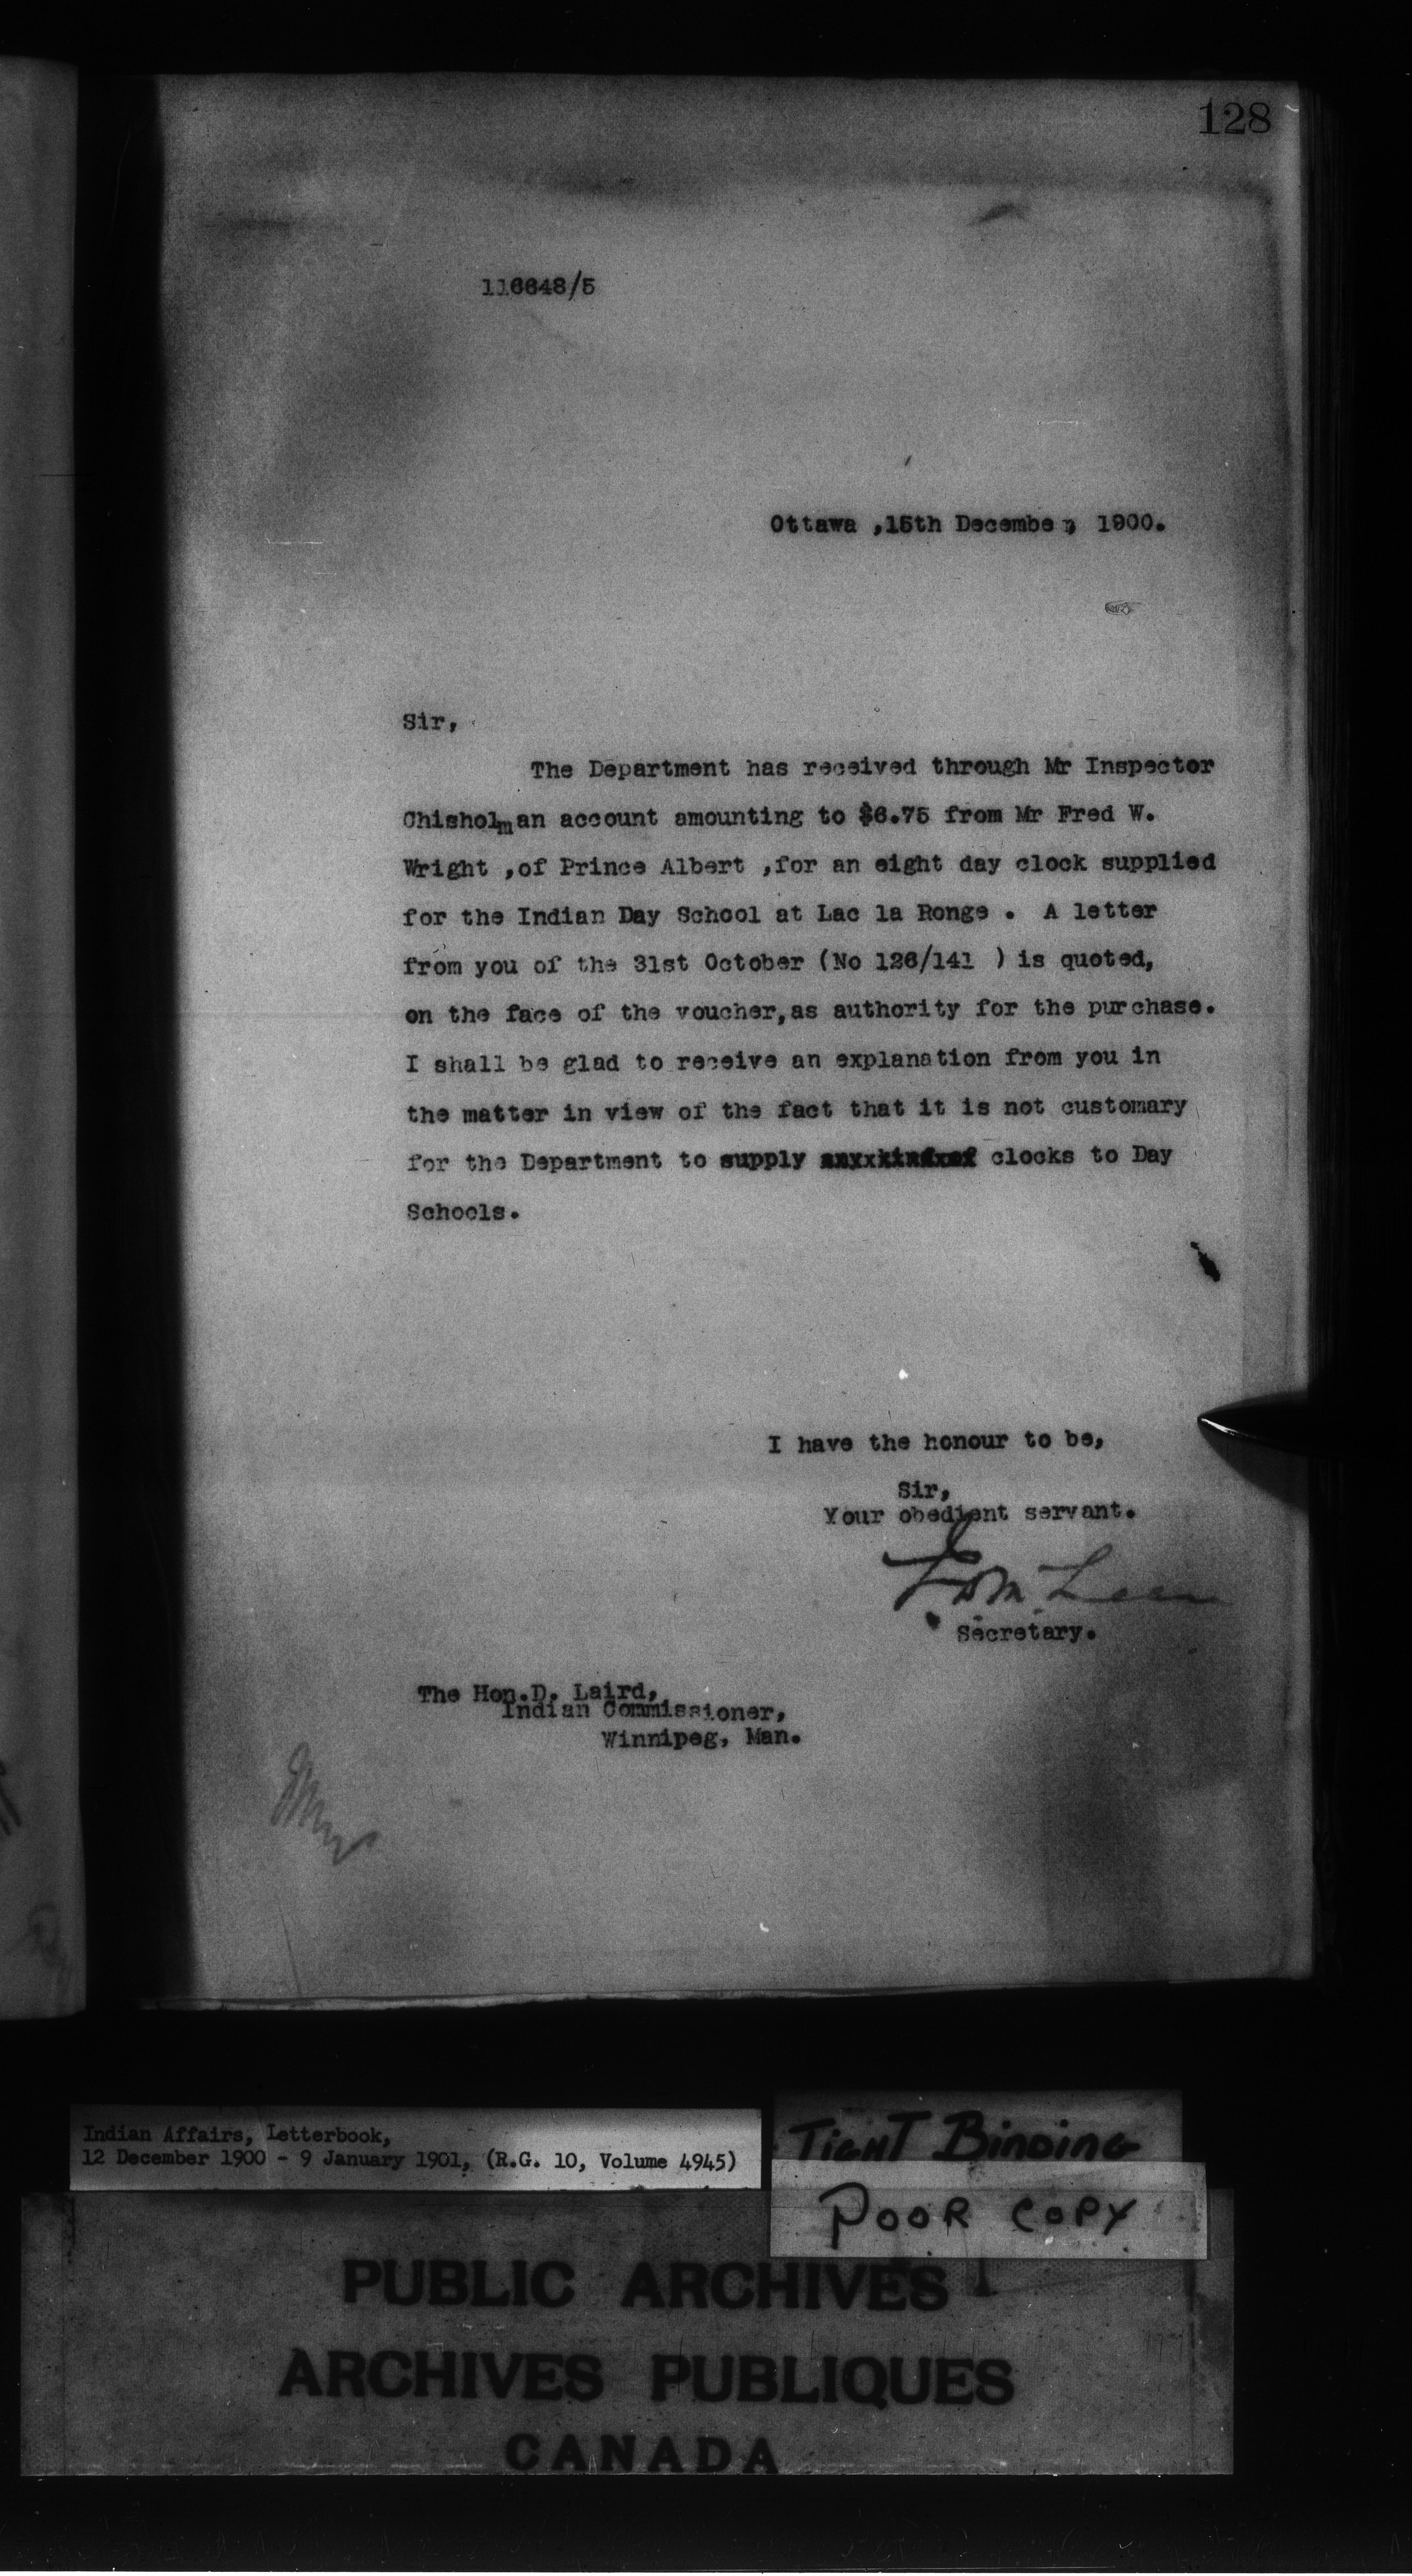 128
116648/5
Ottawa ,15th December, 1900.
Sir,
The Department has received through Mr Inspector
Chisholm an account amounting to $6.75 from Mr Fred W.
Wright ,of Prince Albert ,for an eight day clock supplied
for the Indian Day School at Lac la Ronge . A letter
from you of the 31st October (No 126/141 ) is quoted,
on the face of the voucher,as authority for the purchase.
I shall be glad to receive an explanation from you in
the matter in view of the fact that it is not customary
for the Department to supply clocks to Day
Schools.
I have the honour to be,
Sir,
Your obedient servant.
Secretary.
The Hon.D. Laird,
Indian Commissioner,
Winnipeg, Man.
Indian Affairs, Letterbook,
12 December 1900 - 9 January 1901, (R.G. 10, Volume 4945)
TIGHT BINDING
POOR COPY
PUBLIC ARCHIVES
ARCHIVES PUBLIQUES
CANADA